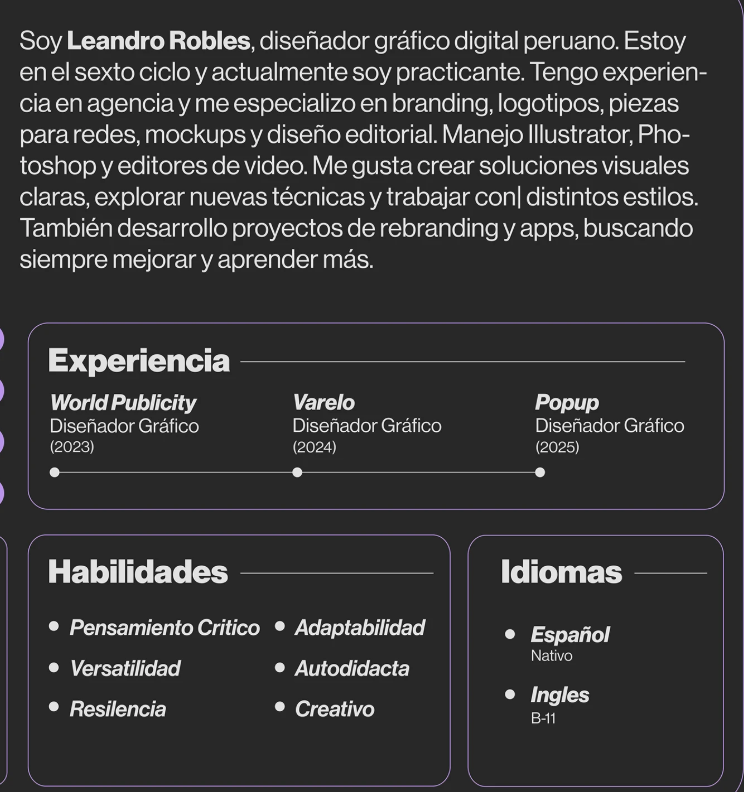 Soy Leandro Robles, diseñador gráfico digital peruano. Estoy
en el sexto ciclo y actualmente soy practicante. Tengo experien-
cia en agencia y me especializo en branding, logotipos, piezas
para redes, mockups y diseño editorial. Manejo Illustrator, Pho-
toshop y editores de video. Me gusta crear soluciones visuales
claras, explorar nuevas técnicas y trabajar con| distintos estilos.
También desarrollo proyectos de rebranding y apps, buscando
siempre mejorar y aprender más.
Experiencia
World Publicity
Diseñador Gráfico
(2023)
Varelo
Diseñador Gráfico
(2024)
Popup
Diseñador Gráfico
(2025)
Habilidades
Pensamiento Critico
Versatilidad
Resilencia
Adaptabilidad
Autodidacta
Creativo
Idiomas
Español
Nativo
Ingles
B-11